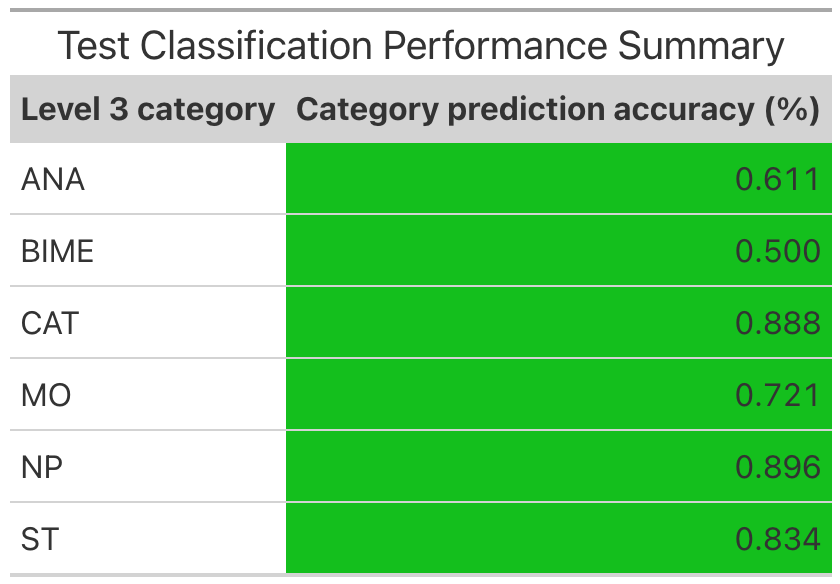 Test Classification Performance Summary
Level 3 category Category prediction accuracy (%)
ANA 0.611
BIME 0.500
CAT 0.888
MO 0.721
NP 0.896
ST 0.834